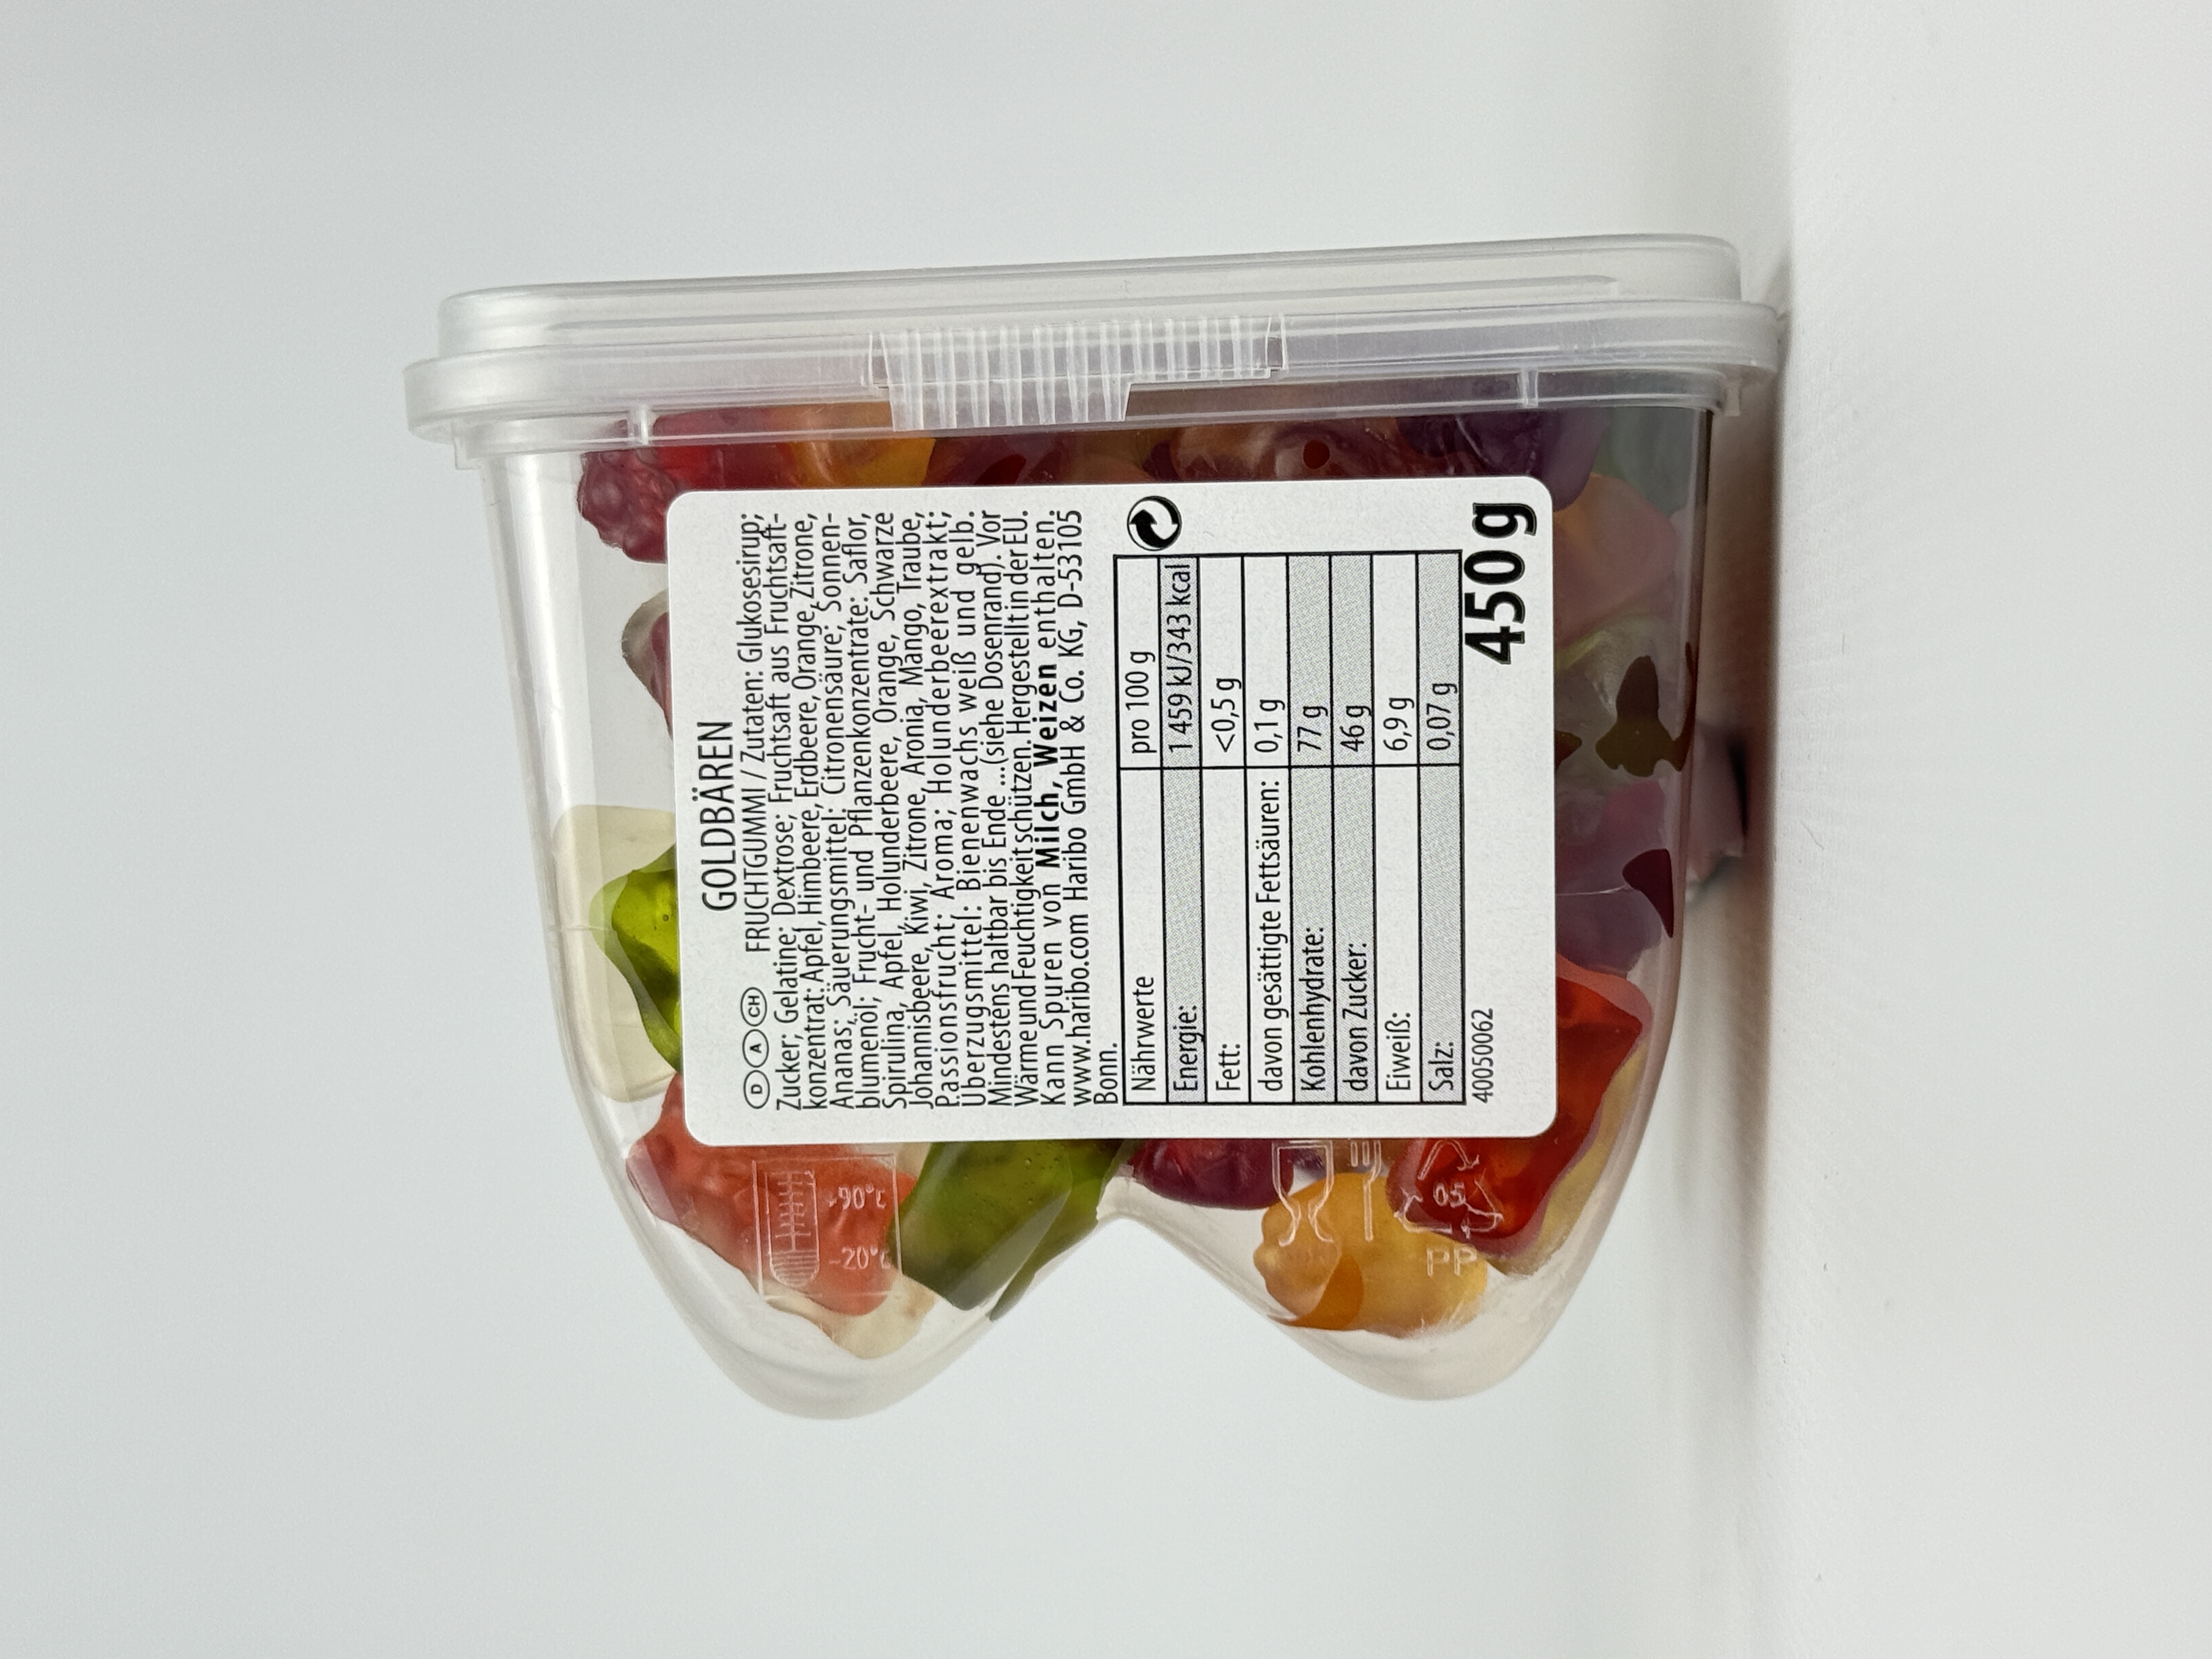 GOLDBÄREN
D A CH FRUCHTGUMMI / Zutaten: Glukosesirup;
Zucker; Gelatine; Dextrose; Fruchtsaft aus Fruchtsaft-
konzentrat: Apfel, Himbeere, Erdbeere, Orange, Zitrone,
Ananas; Säuerungsmittel: Citronensäure; Sonnen-
blumenöl; Frucht- und Pflanzenkonzentrate: Saflor,
Spirulina, Apfel, Holunderbeere, Orange, Schwarze
Johannisbeere, Kiwi, Zitrone, Aronia, Mango, Traube,
Passionsfrucht; Aroma; Holunderbeerextrakt;
Überzugsmittel: Bienenwachs weiß und gelb.
Mindestens haltbar bis Ende ...(siehe Dosenrand). Vor
Wärme und Feuchtigkeit schützen. Hergestellt in der EU.
Kann Spuren von Milch, Weizen enthalten.
www.haribo.com Haribo GmbH & Co. KG, D-53105
Bonn.
Nährwerte pro 100 g
Energie: 1 459 kJ/343 kcal
Fett: <0,5 g
davon gesättigte Fettsäuren: 0,1 g
Kohlenhydrate: 77 g
davon Zucker: 46 g
Eiweiß: 6,9 g
Salz: 0,07 g
40050062
450 g
05
PP